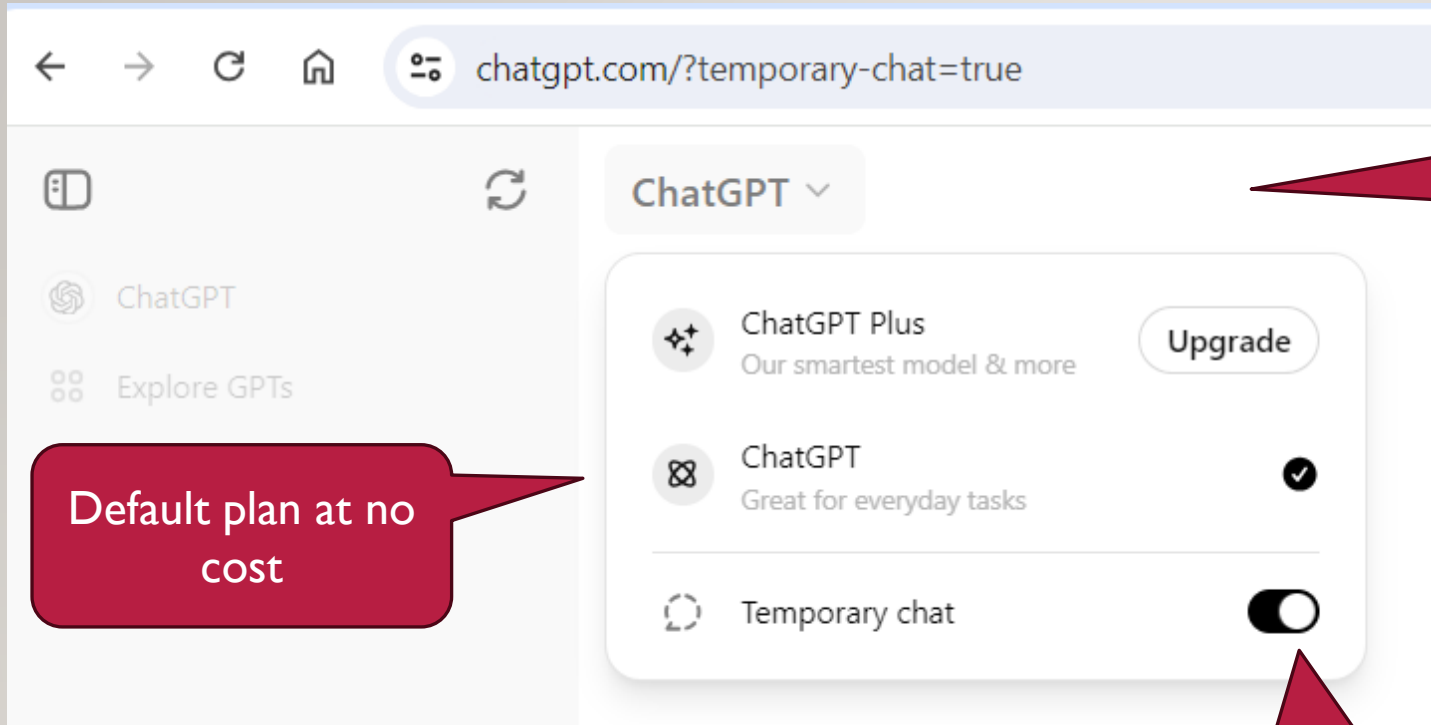 chatgpt.com/?temporary-chat=true
ChatGPT
ChatGPT
Explore GPTs
ChatGPT Plus
Our smartest model & more
Upgrade
ChatGPT
Great for everyday tasks
Temporary chat
Default plan at no
cost